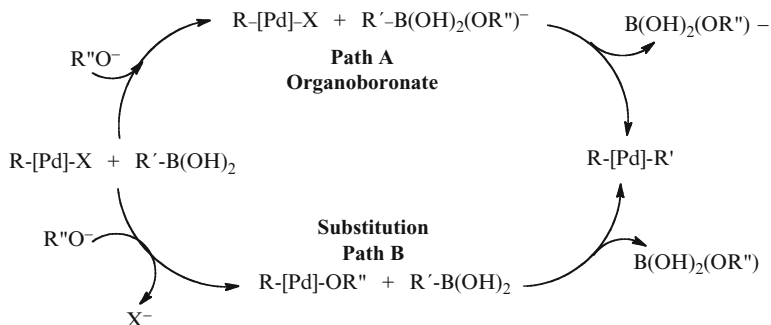 R–[Pd]–X + R´–B(OH)₂(OR")⁻
B(OH)₂(OR") –
R"O⁻
Path A
Organoboronate
R-[Pd]-X + R´-B(OH)₂
R-[Pd]-R'
R"O⁻
Substitution
Path B
B(OH)₂(OR")
R-[Pd]-OR" + R´-B(OH)₂
X⁻